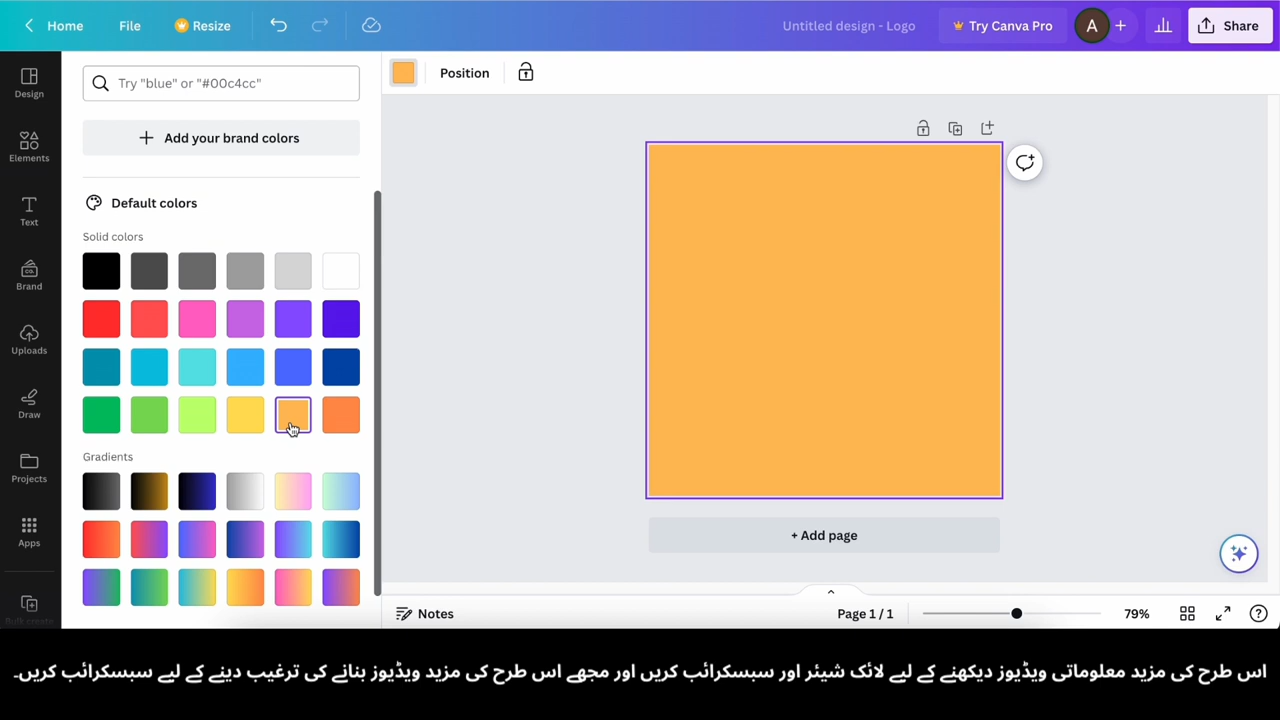 Home
File
Resize
Untitled design - Logo
Try Canva Pro
A
Share
Design
Elements
Text
Brand
Uploads
Draw
Projects
Apps
Bulk create
Try "blue" or "#00c4cc"
Add your brand colors
Default colors
Solid colors
Gradients
Position
+ Add page
Notes
Page 1 / 1
79%
اس طرح کی مزید معلوماتی ویڈیوز دیکھنے کے لیے لائک شیئر اور سبسکرائب کریں اور مجھے اس طرح کی مزید ویڈیوز بنانے کی ترغیب دینے کے لیے سبسکرائب کریں۔